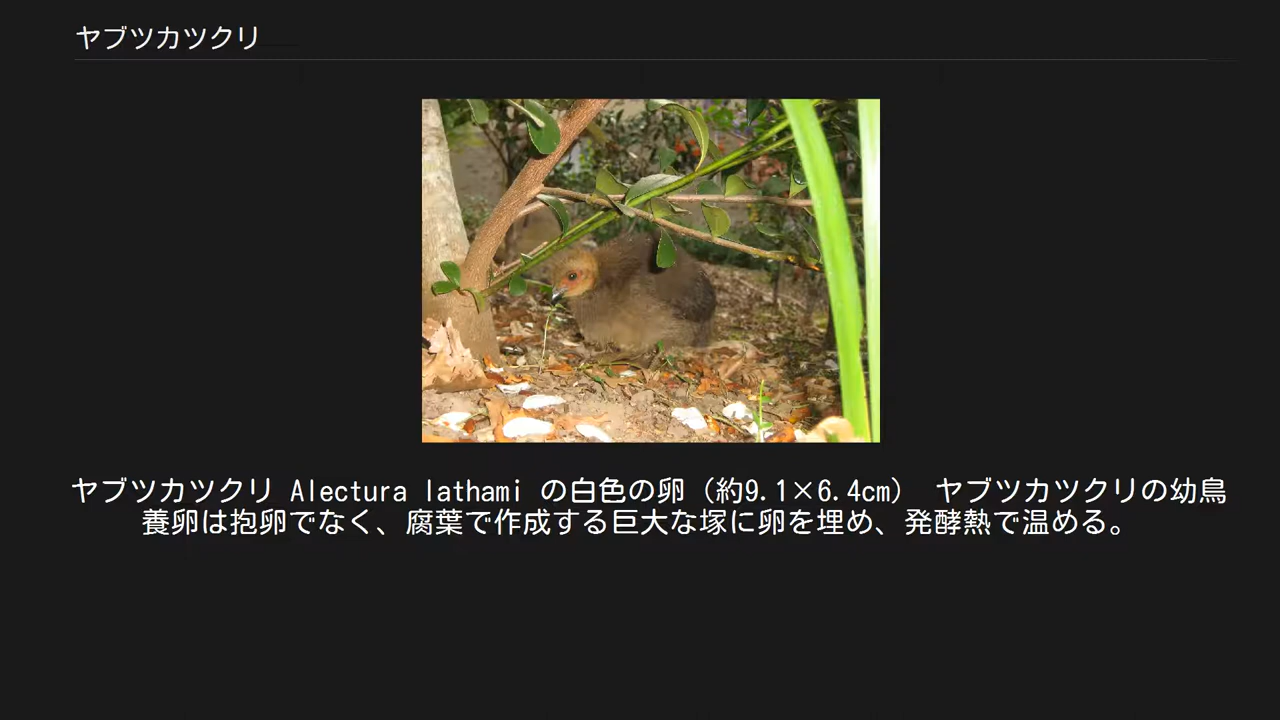 ヤブツカツクリ
ヤブツカツクリ Alectura lathami の白色の卵（約9.1×6.4cm） ヤブツカツクリの幼鳥
養卵は抱卵でなく、腐葉で作成する巨大な塚に卵を埋め、発酵熱で温める。